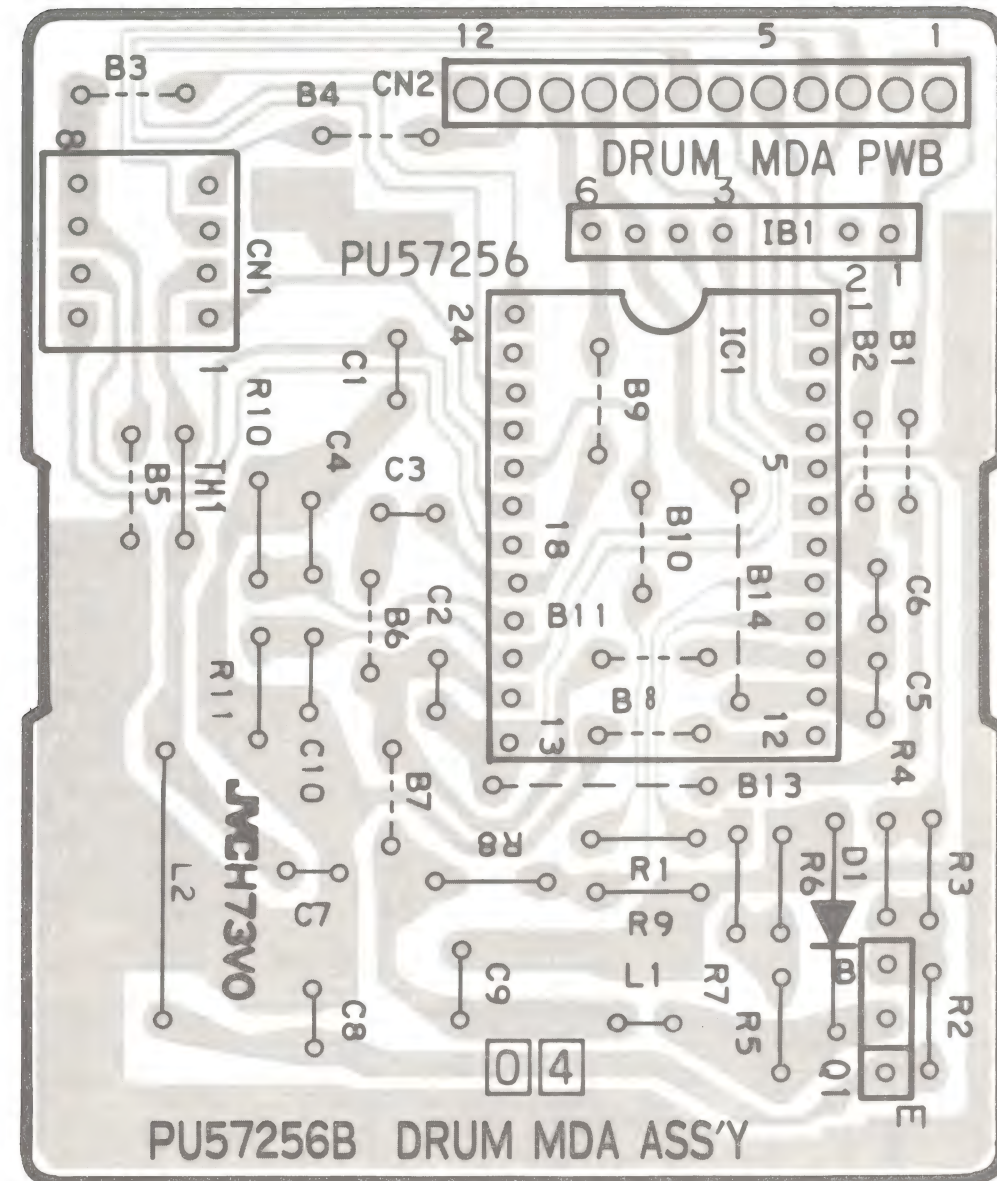 12 5 1
B3
B4 CN2
8
DRUM MDA PWB
6 3
IB1
PU57256
CN1
2 1
24
1
IC1
B2 B1
C1
R10
B9
C4
C3
5
B5 TH1
18
B10
B14
C6
C2
B11
B6
R11
C5
B8
13 12
R4
C10
B7
B13
R8
L2
R1
R6 D1 R3
C7
R9
JVCH73V0
B
C9
L1
R7
R2
C8
R5
Q1
04
E
PU57256B DRUM MDA ASS'Y